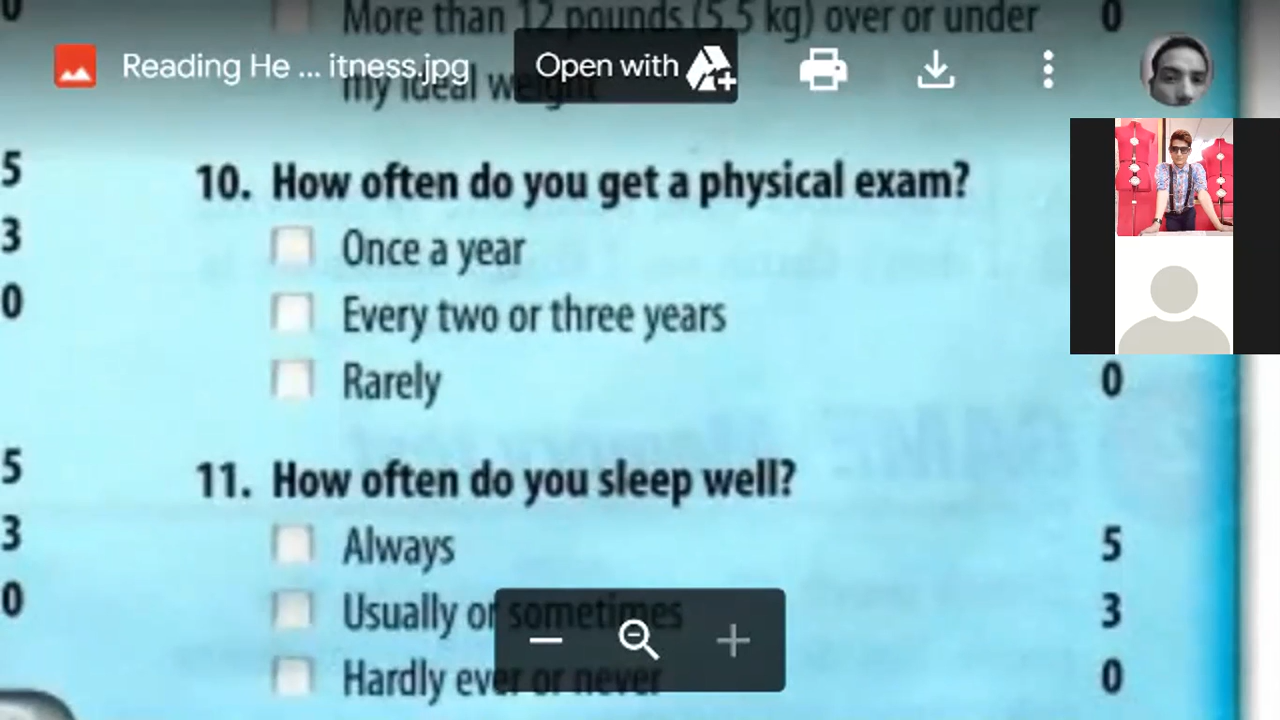 0 More than 12 pounds (5.5 kg) over or under 0
Reading He ... itness.jpg Open with
my ideal weight
5 10. How often do you get a physical exam?
3 Once a year
0 Every two or three years
Rarely 0
5 11. How often do you sleep well?
3 Always 5
0 Usually or sometimes 3
Hardly ever or never 0